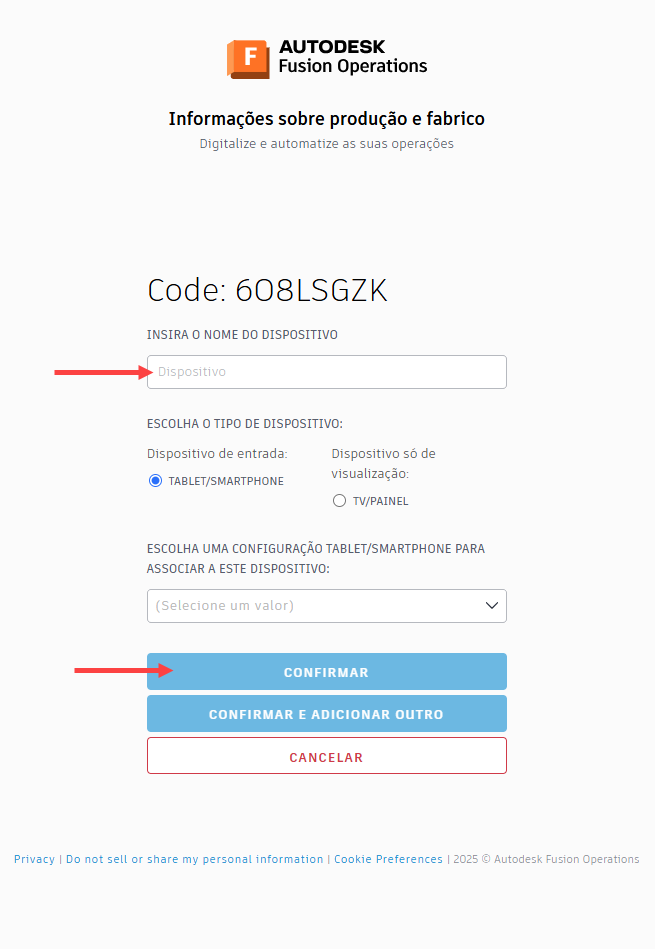 F
AUTODESK
Fusion Operations
Informações sobre produção e fabrico
Digitalize e automatize as suas operações
Code: 6O8LSGZK
INSIRA O NOME DO DISPOSITIVO
Dispositivo
ESCOLHA O TIPO DE DISPOSITIVO:
Dispositivo de entrada:
TABLET/SMARTPHONE
Dispositivo só de
visualização:
TV/PAINEL
ESCOLHA UMA CONFIGURAÇÃO TABLET/SMARTPHONE PARA
ASSOCIAR A ESTE DISPOSITIVO:
(Selecione um valor)
CONFIRMAR
CONFIRMAR E ADICIONAR OUTRO
CANCELAR
Privacy | Do not sell or share my personal information | Cookie Preferences | 2025 © Autodesk Fusion Operations